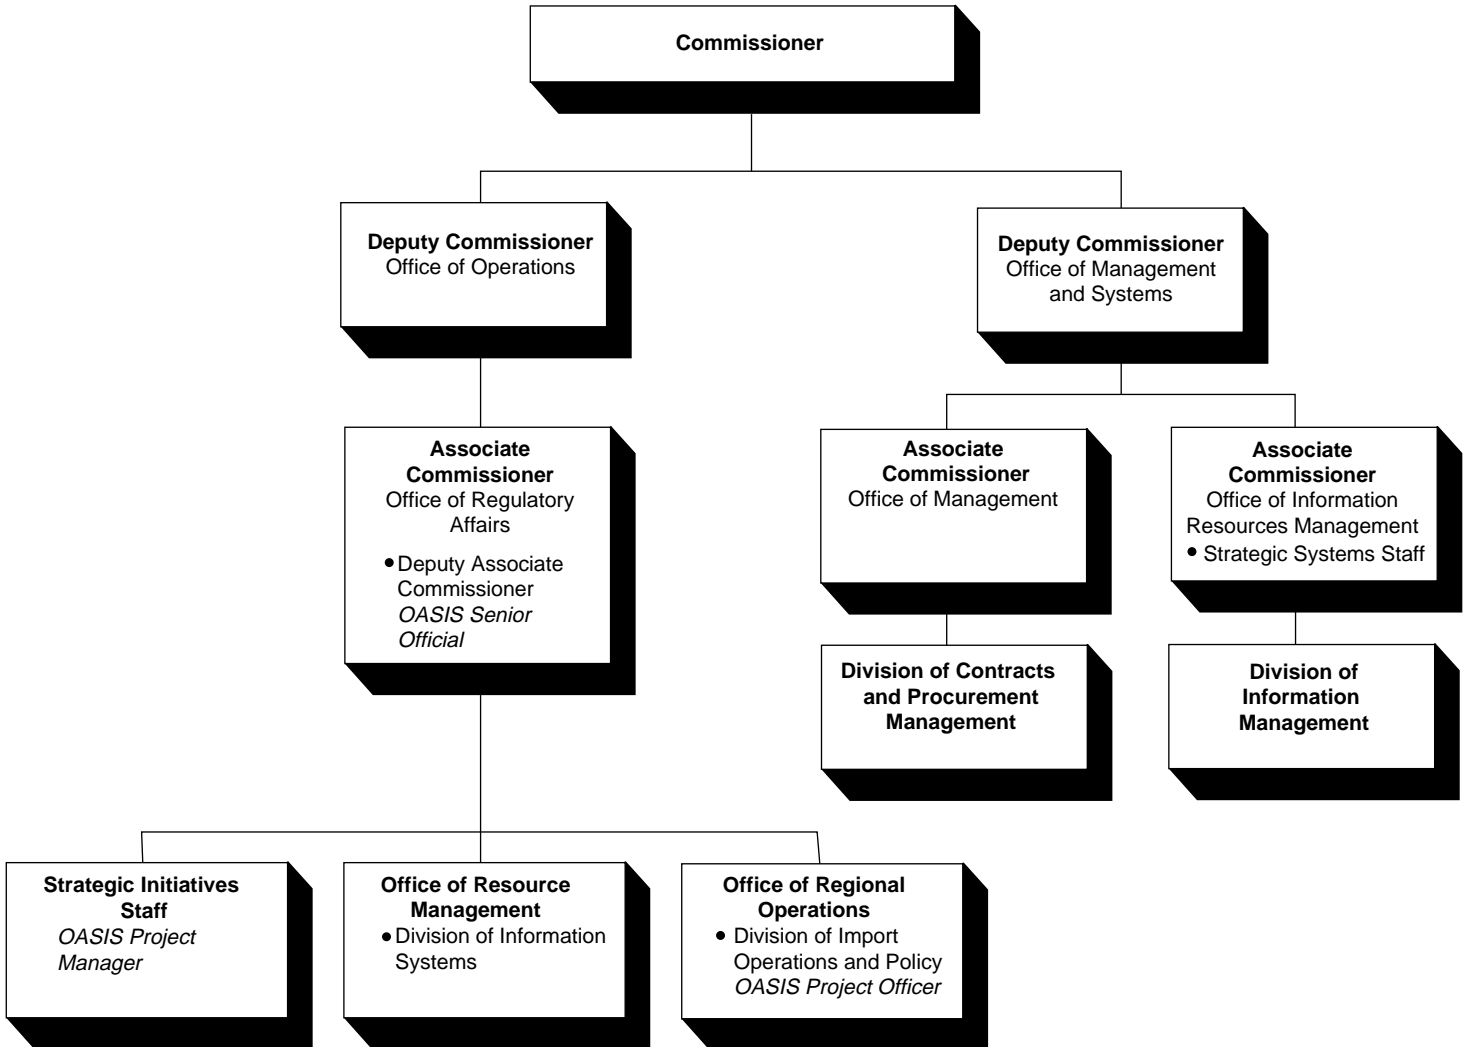 Commissioner
Deputy Commissioner
Office of Operations
Deputy Commissioner
Office of Management
and Systems
Associate
Commissioner
Office of Regulatory
Affairs
• Deputy Associate
Commissioner
OASIS Senior
Official
Associate
Commissioner
Office of Management
Associate
Commissioner
Office of Information
Resources Management
• Strategic Systems Staff
Division of Contracts
and Procurement
Management
Division of
Information
Management
Strategic Initiatives
Staff
OASIS Project
Manager
Office of Resource
Management
• Division of Information
Systems
Office of Regional
Operations
• Division of Import
Operations and Policy
OASIS Project Officer